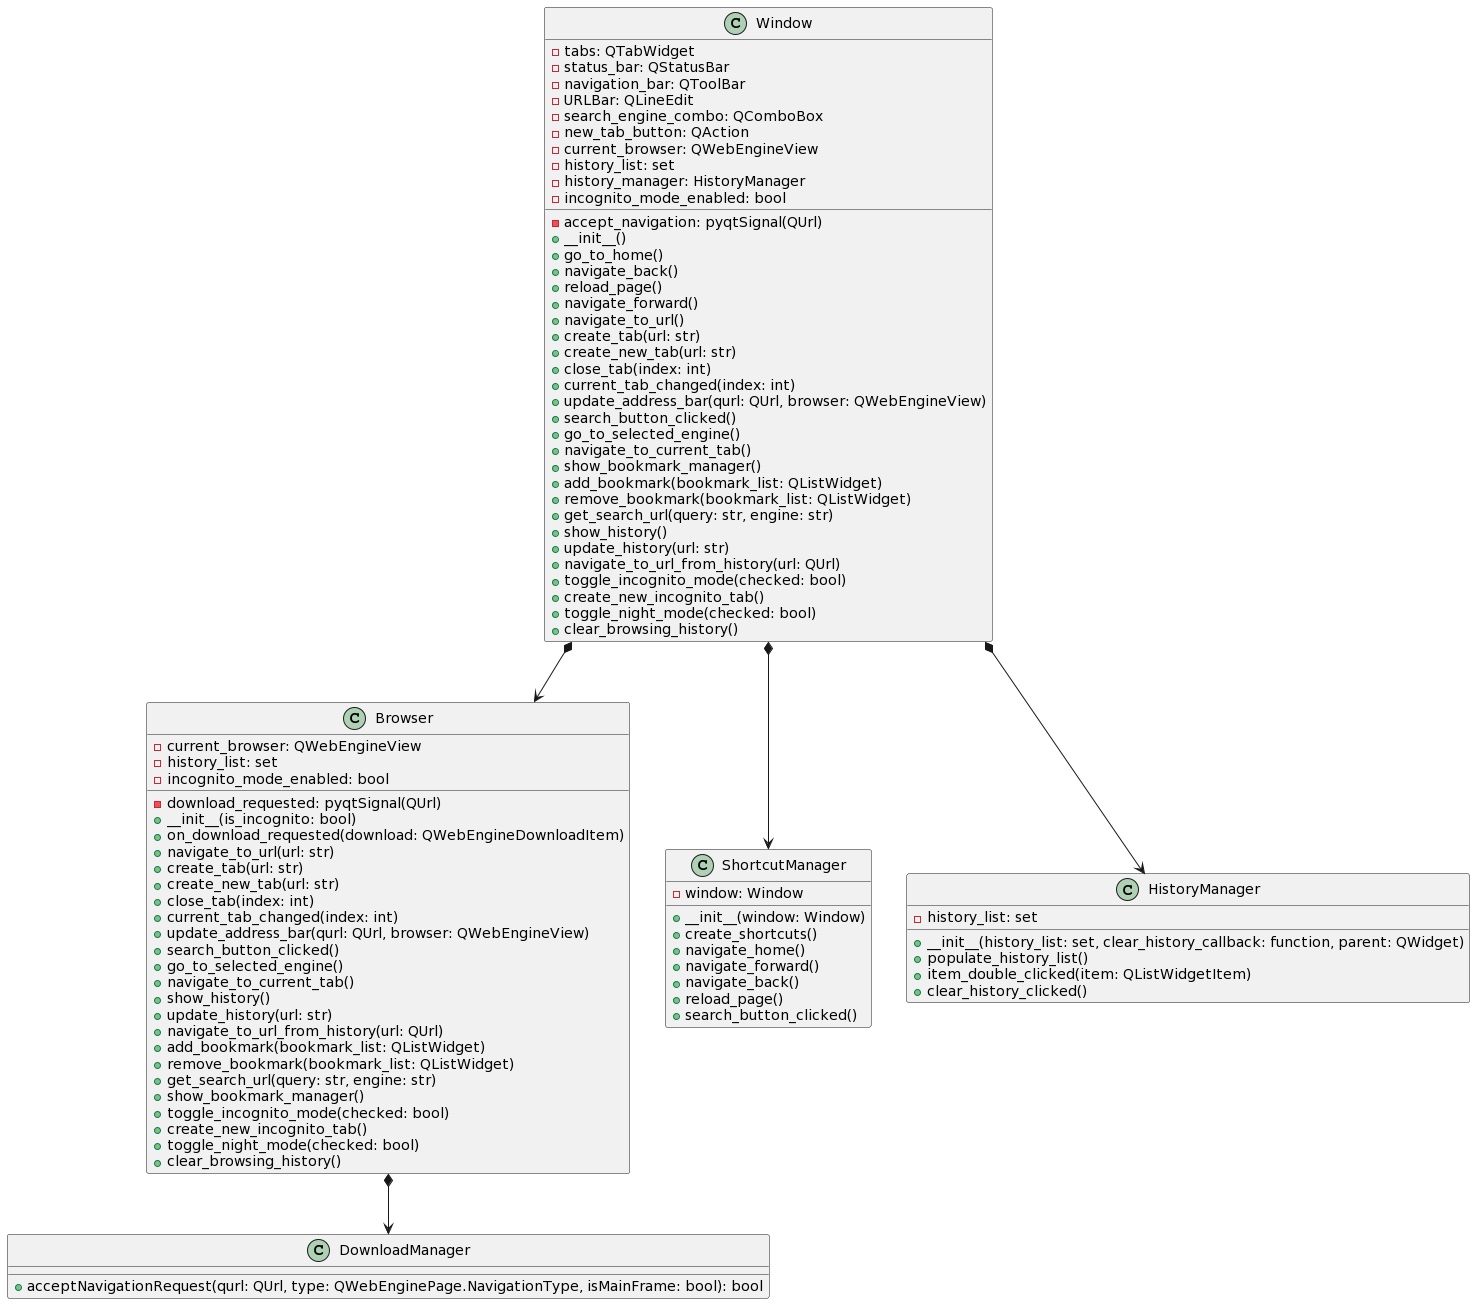 C Window
tabs: QTabWidget
status_bar: QStatusBar
navigation_bar: QToolBar
URLBar: QLineEdit
search_engine_combo: QComboBox
new_tab_button: QAction
current_browser: QWebEngineView
history_list: set
history_manager: HistoryManager
incognito_mode_enabled: bool
accept_navigation: pyqtSignal(QUrl)
__init__()
go_to_home()
navigate_back()
reload_page()
navigate_forward()
navigate_to_url()
create_tab(url: str)
create_new_tab(url: str)
close_tab(index: int)
current_tab_changed(index: int)
update_address_bar(qurl: QUrl, browser: QWebEngineView)
search_button_clicked()
go_to_selected_engine()
navigate_to_current_tab()
show_bookmark_manager()
add_bookmark(bookmark_list: QListWidget)
remove_bookmark(bookmark_list: QListWidget)
get_search_url(query: str, engine: str)
show_history()
update_history(url: str)
navigate_to_url_from_history(url: QUrl)
toggle_incognito_mode(checked: bool)
create_new_incognito_tab()
toggle_night_mode(checked: bool)
clear_browsing_history()
C Browser
current_browser: QWebEngineView
history_list: set
incognito_mode_enabled: bool
download_requested: pyqtSignal(QUrl)
__init__(is_incognito: bool)
on_download_requested(download: QWebEngineDownloadItem)
navigate_to_url(url: str)
create_tab(url: str)
create_new_tab(url: str)
close_tab(index: int)
current_tab_changed(index: int)
update_address_bar(qurl: QUrl, browser: QWebEngineView)
search_button_clicked()
go_to_selected_engine()
navigate_to_current_tab()
show_history()
update_history(url: str)
navigate_to_url_from_history(url: QUrl)
add_bookmark(bookmark_list: QListWidget)
remove_bookmark(bookmark_list: QListWidget)
get_search_url(query: str, engine: str)
show_bookmark_manager()
toggle_incognito_mode(checked: bool)
create_new_incognito_tab()
toggle_night_mode(checked: bool)
clear_browsing_history()
C ShortcutManager
window: Window
__init__(window: Window)
create_shortcuts()
navigate_home()
navigate_forward()
navigate_back()
reload_page()
search_button_clicked()
C HistoryManager
history_list: set
__init__(history_list: set, clear_history_callback: function, parent: QWidget)
populate_history_list()
item_double_clicked(item: QListWidgetItem)
clear_history_clicked()
C DownloadManager
acceptNavigationRequest(qurl: QUrl, type: QWebEnginePage.NavigationType, isMainFrame: bool): bool